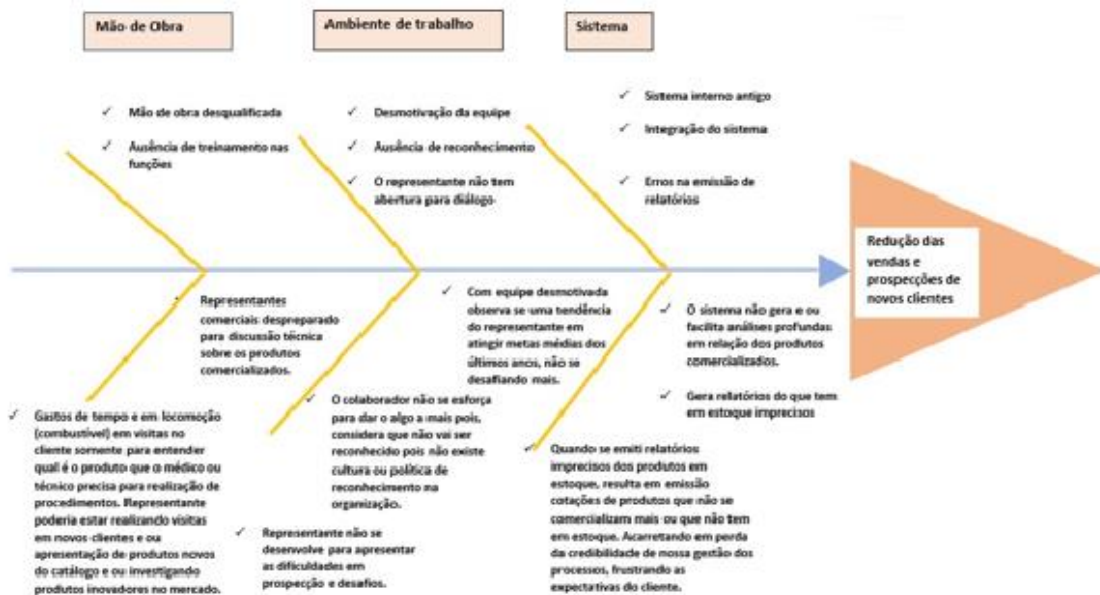 Mão de Obra
Ambiente de trabalho
Sistema
✓ Mão de obra desqualificada
✓ Ausência de treinamento nas
funções
✓ Desmotivação da equipe
✓ Ausência de reconhecimento
✓ O representante não tem
abertura para diálogo
✓ Sistema interno antigo
✓ Integração do sistema
✓ Erros na emissão de
relatórios
Redução das
vendas e
prospecções de
novos clientes
✓ Representantes
comerciais despreparado
para discussão técnica
sobre os produtos
comercializados.
✓ Gastos de tempo e em locomoção
(combustível) em visitas no
cliente somente para entender
qual é o produto que o médico ou
técnico precisa para realização de
procedimentos. Representante
poderia estar realizando visitas
em novos clientes e ou
apresentação de produtos novos
do catálogo e ou investigando
produtos inovadores no mercado.
✓ Com equipe desmotivada
observa se uma tendência
do representante em
atingir metas médias dos
últimos anos, não se
desafiando mais.
✓ O colaborador não se esforça
para dar o algo a mais pois,
considera que não vai ser
reconhecido pois não existe
cultura ou política de
reconhecimento na
organização.
✓ Representante não se
desenvolve para apresentar
as dificuldades em
prospecção e desafios.
✓ O sistema não gera e ou
facilita análises profundas
em relação dos produtos
comercializados.
✓ Gera relatórios do que tem
em estoque imprecisos
✓ Quando se emiti relatórios
imprecisos dos produtos em
estoque, resulta em emissão
cotações de produtos que não se
comercializam mais ou que não tem
em estoque. Acarretando em perda
da credibilidade de nossa gestão dos
processos, frustrando as
expectativas do cliente.